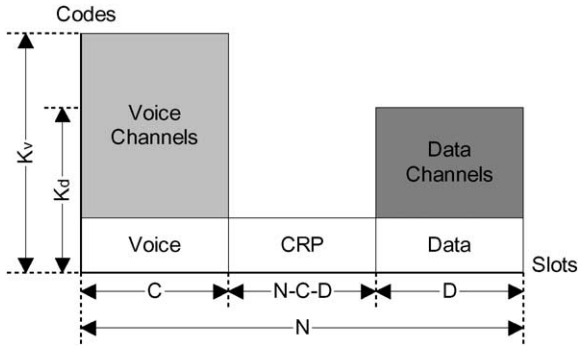 Codes
Voice
Channels
Data
Channels
Kv
Kd
Voice
CRP
Data
Slots
C
N-C-D
D
N